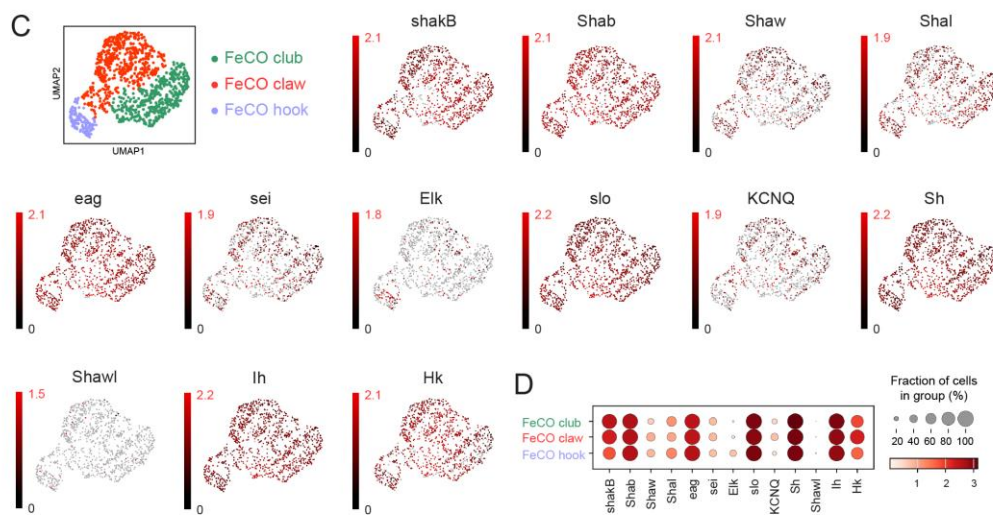 C
UMAP2
UMAP1
FeCO club
FeCO claw
FeCO hook
shakB
2.1
0
Shab
2.1
0
Shaw
2.1
0
Shal
1.9
0
eag
2.1
0
sei
1.9
0
Elk
1.8
0
slo
2.2
0
KCNQ
1.9
0
Sh
2.2
0
Shawl
1.5
0
Ih
2.2
0
Hk
2.1
0
D
FeCO club
FeCO claw
FeCO hook
shakB
Shab
Shaw
Shal
eag
sei
Elk
slo
KCNQ
Sh
Shawl
Ih
Hk
Fraction of cells
in group (%)
20 40 60 80 100
1 2 3